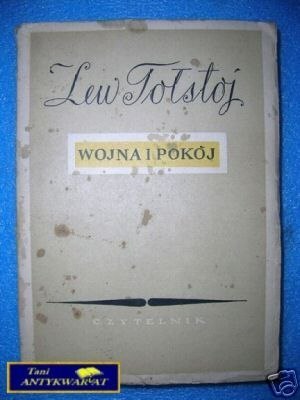 Lew Tołstoj
WOJNA I POKÓJ
CZYTELNIK
Tani
ANTYKWARIAT